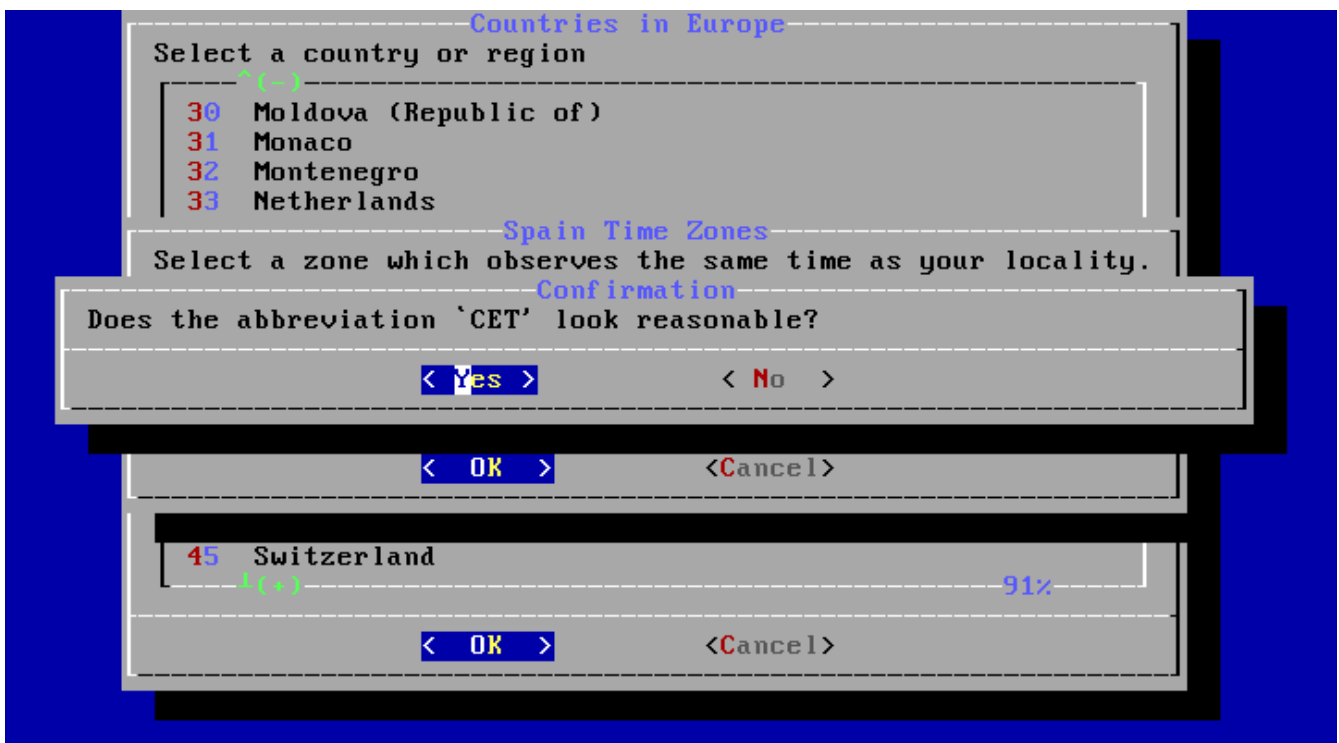 Countries in Europe
Select a country or region
^(-)
30 Moldova (Republic of)
31 Monaco
32 Montenegro
33 Netherlands
Spain Time Zones
Select a zone which observes the same time as your locality.
Confirmation
Does the abbreviation `CET' look reasonable?
< Yes > < No >
< OK > <Cancel>
45 Switzerland
┴(+) 91%
< OK > <Cancel>